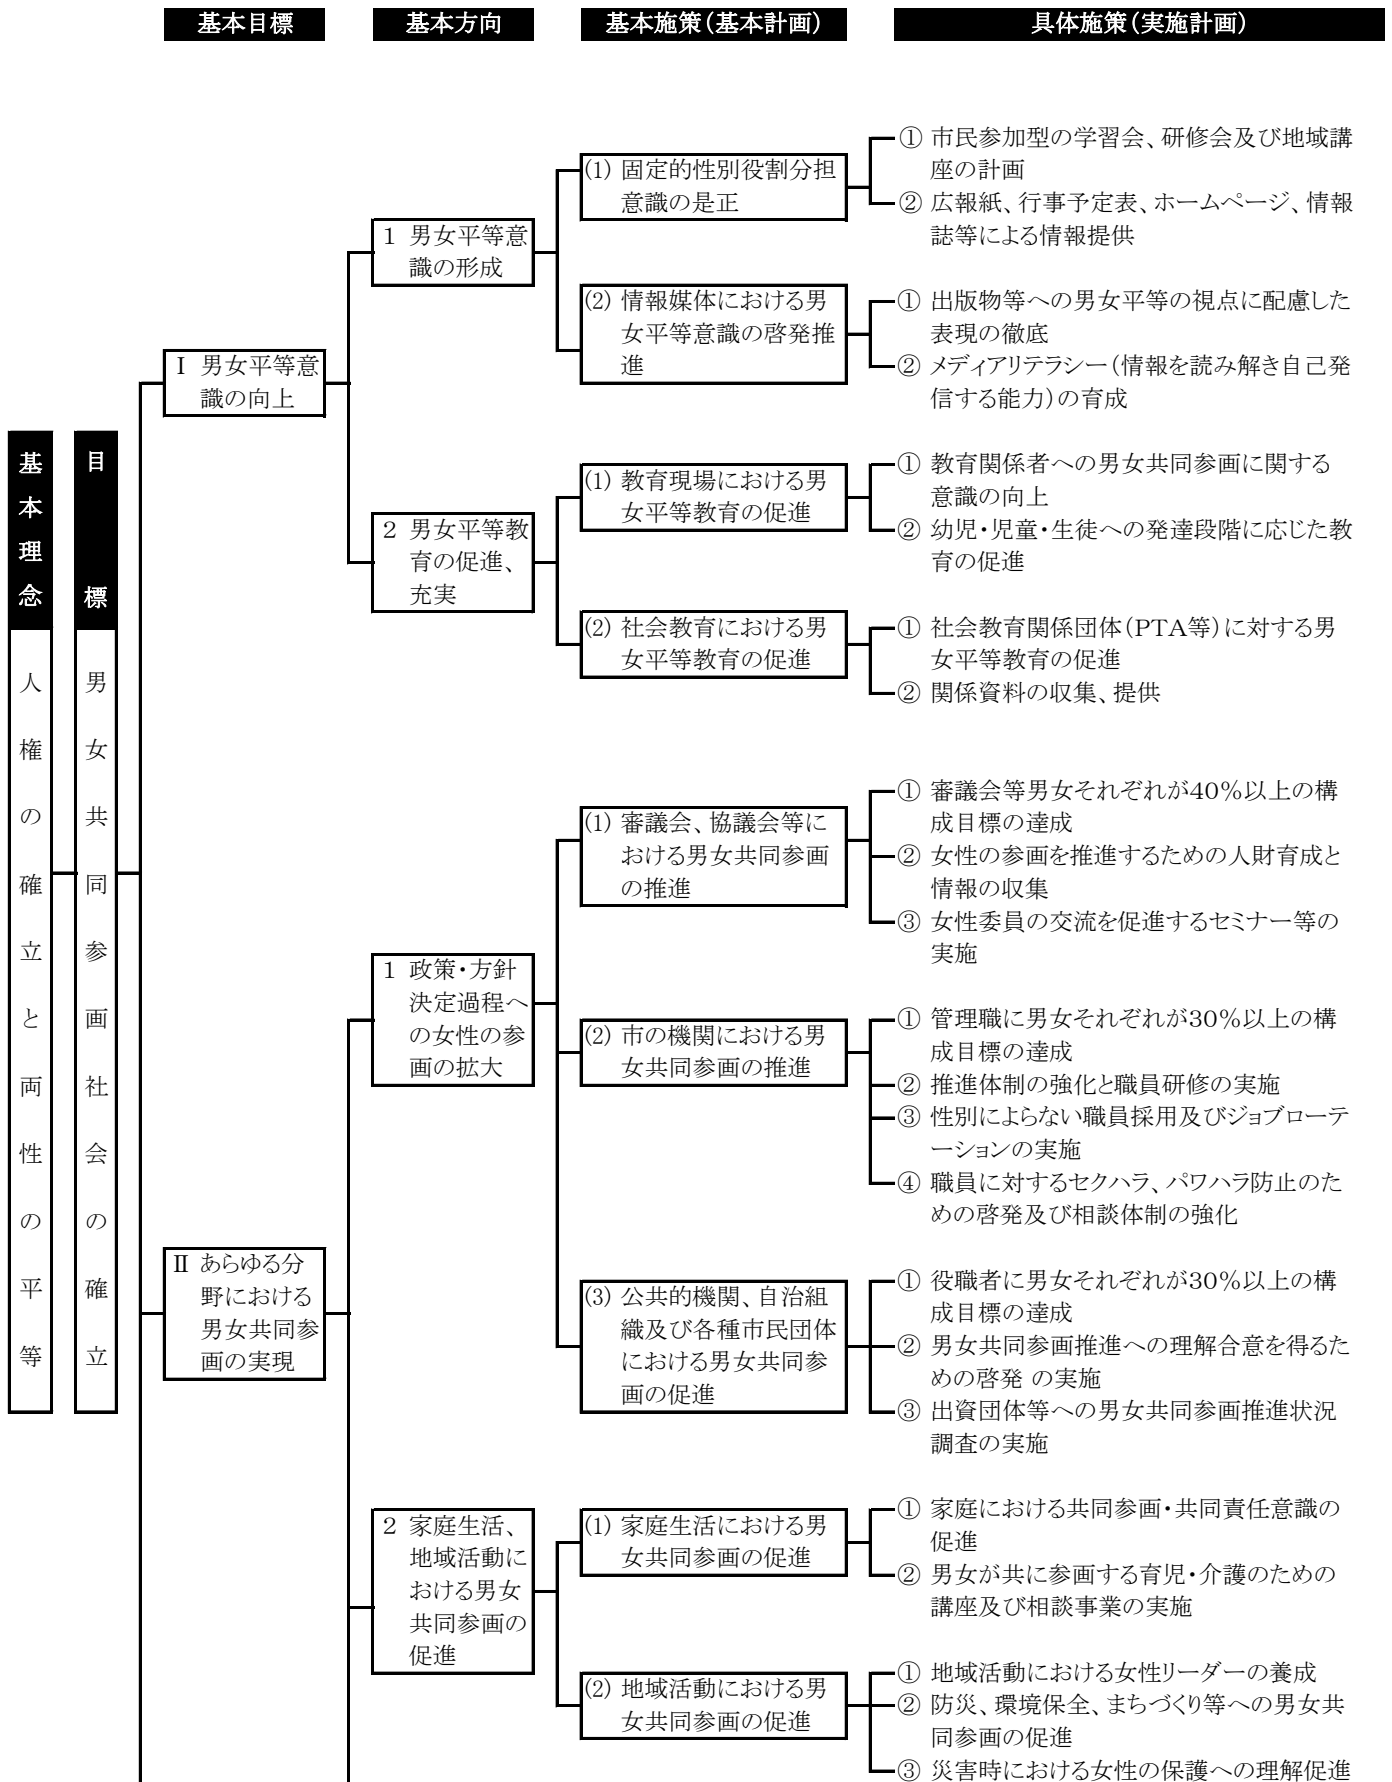 基本目標
基本方向
基本施策（基本計画）
具体施策（実施計画）
基本理念
人権の確立と両性の平等
目標
男女共同参画社会の確立
Ⅰ 男女平等意
識の向上
1 男女平等意
識の形成
(1) 固定的性別役割分担
意識の是正
① 市民参加型の学習会、研修会及び地域講
座の計画
② 広報紙、行事予定表、ホームページ、情報
誌等による情報提供
(2) 情報媒体における男
女平等意識の啓発推
進
① 出版物等への男女平等の視点に配慮した
表現の徹底
② メディアリテラシー（情報を読み解き自己発
信する能力）の育成
2 男女平等教
育の促進、
充実
(1) 教育現場における男
女平等教育の促進
① 教育関係者への男女共同参画に関する
意識の向上
② 幼児・児童・生徒への発達段階に応じた教
育の促進
(2) 社会教育における男
女平等教育の促進
① 社会教育関係団体（PTA等）に対する男
女平等教育の促進
② 関係資料の収集、提供
Ⅱ あらゆる分
野における
男女共同参
画の実現
1 政策・方針
決定過程へ
の女性の参
画の拡大
(1) 審議会、協議会等に
おける男女共同参画
の推進
① 審議会等男女それぞれが40％以上の構
成目標の達成
② 女性の参画を推進するための人財育成と
情報の収集
③ 女性委員の交流を促進するセミナー等の
実施
(2) 市の機関における男
女共同参画の推進
① 管理職に男女それぞれが30％以上の構
成目標の達成
② 推進体制の強化と職員研修の実施
③ 性別によらない職員採用及びジョブローテ
ーションの実施
④ 職員に対するセクハラ、パワハラ防止のた
めの啓発及び相談体制の強化
(3) 公共的機関、自治組
織及び各種市民団体
における男女共同参
画の促進
① 役職者に男女それぞれが30％以上の構
成目標の達成
② 男女共同参画推進への理解合意を得るた
めの啓発 の実施
③ 出資団体等への男女共同参画推進状況
調査の実施
2 家庭生活、
地域活動に
おける男女
共同参画の
促進
(1) 家庭生活における男
女共同参画の促進
① 家庭における共同参画・共同責任意識の
促進
② 男女が共に参画する育児・介護のための
講座及び相談事業の実施
(2) 地域活動における男
女共同参画の促進
① 地域活動における女性リーダーの養成
② 防災、環境保全、まちづくり等への男女共
同参画の促進
③ 災害時における女性の保護への理解促進